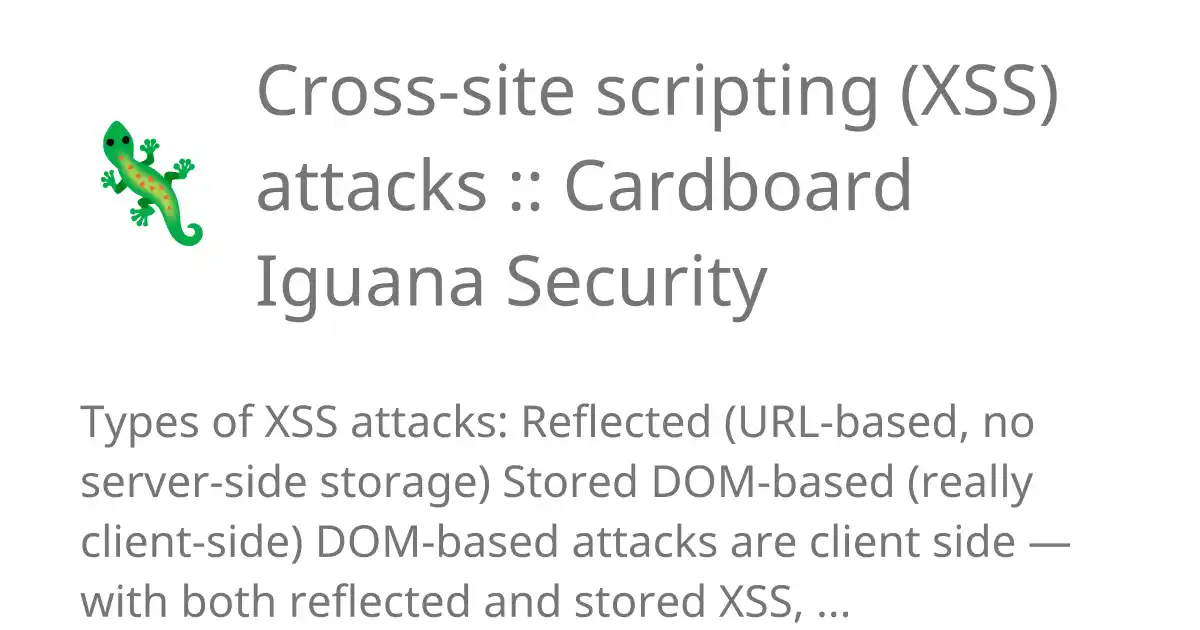 Cross-site scripting (XSS)
attacks :: Cardboard
Iguana Security
Types of XSS attacks: Reflected (URL-based, no
server-side storage) Stored DOM-based (really
client-side) DOM-based attacks are client side —
with both reflected and stored XSS, ...